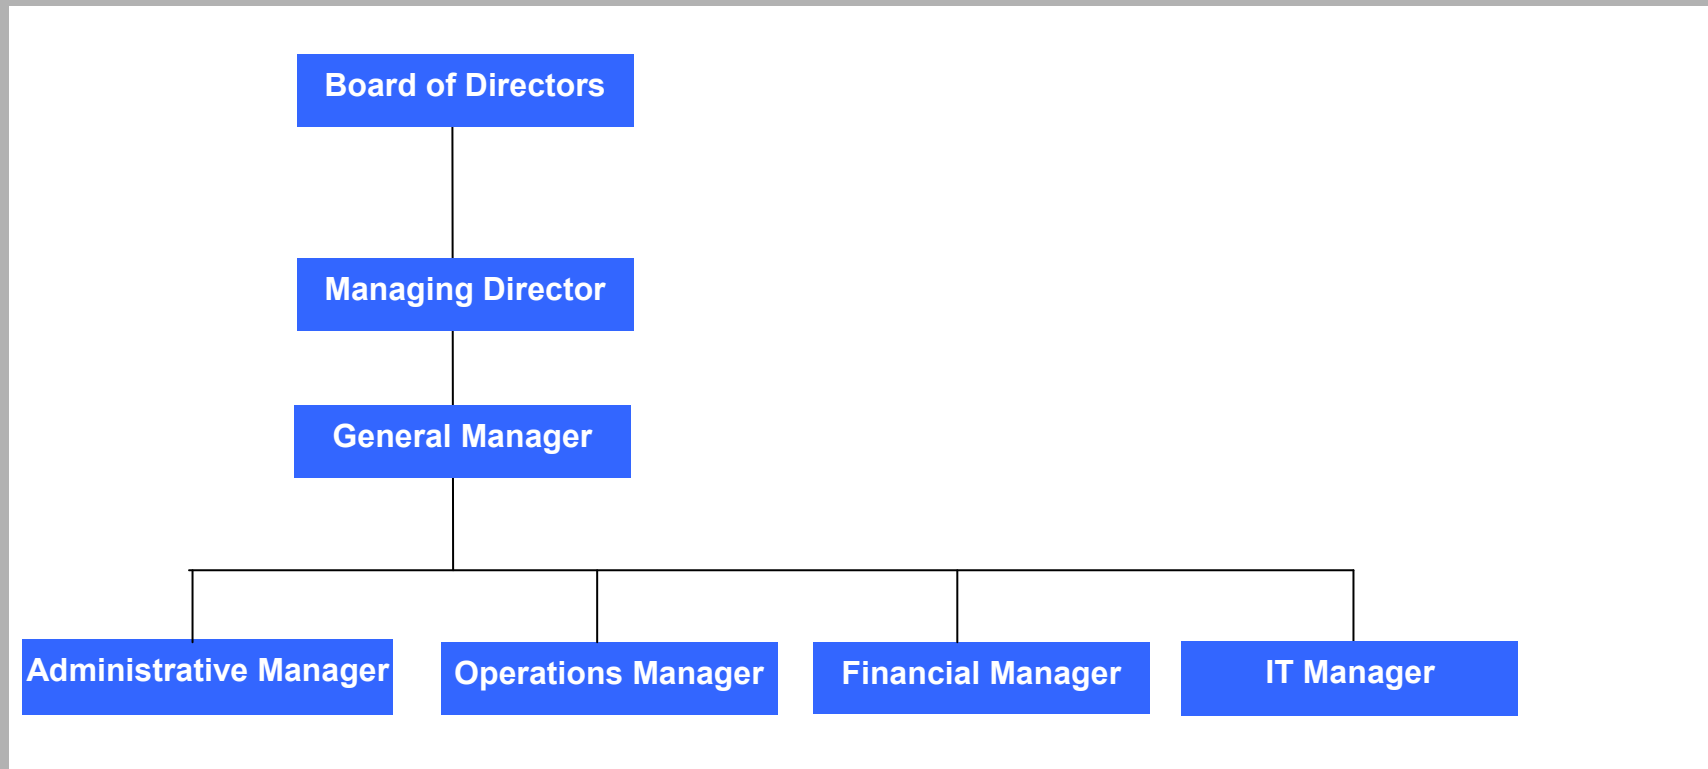 Board of Directors
Managing Director
General Manager
Administrative Manager
Operations Manager
Financial Manager
IT Manager